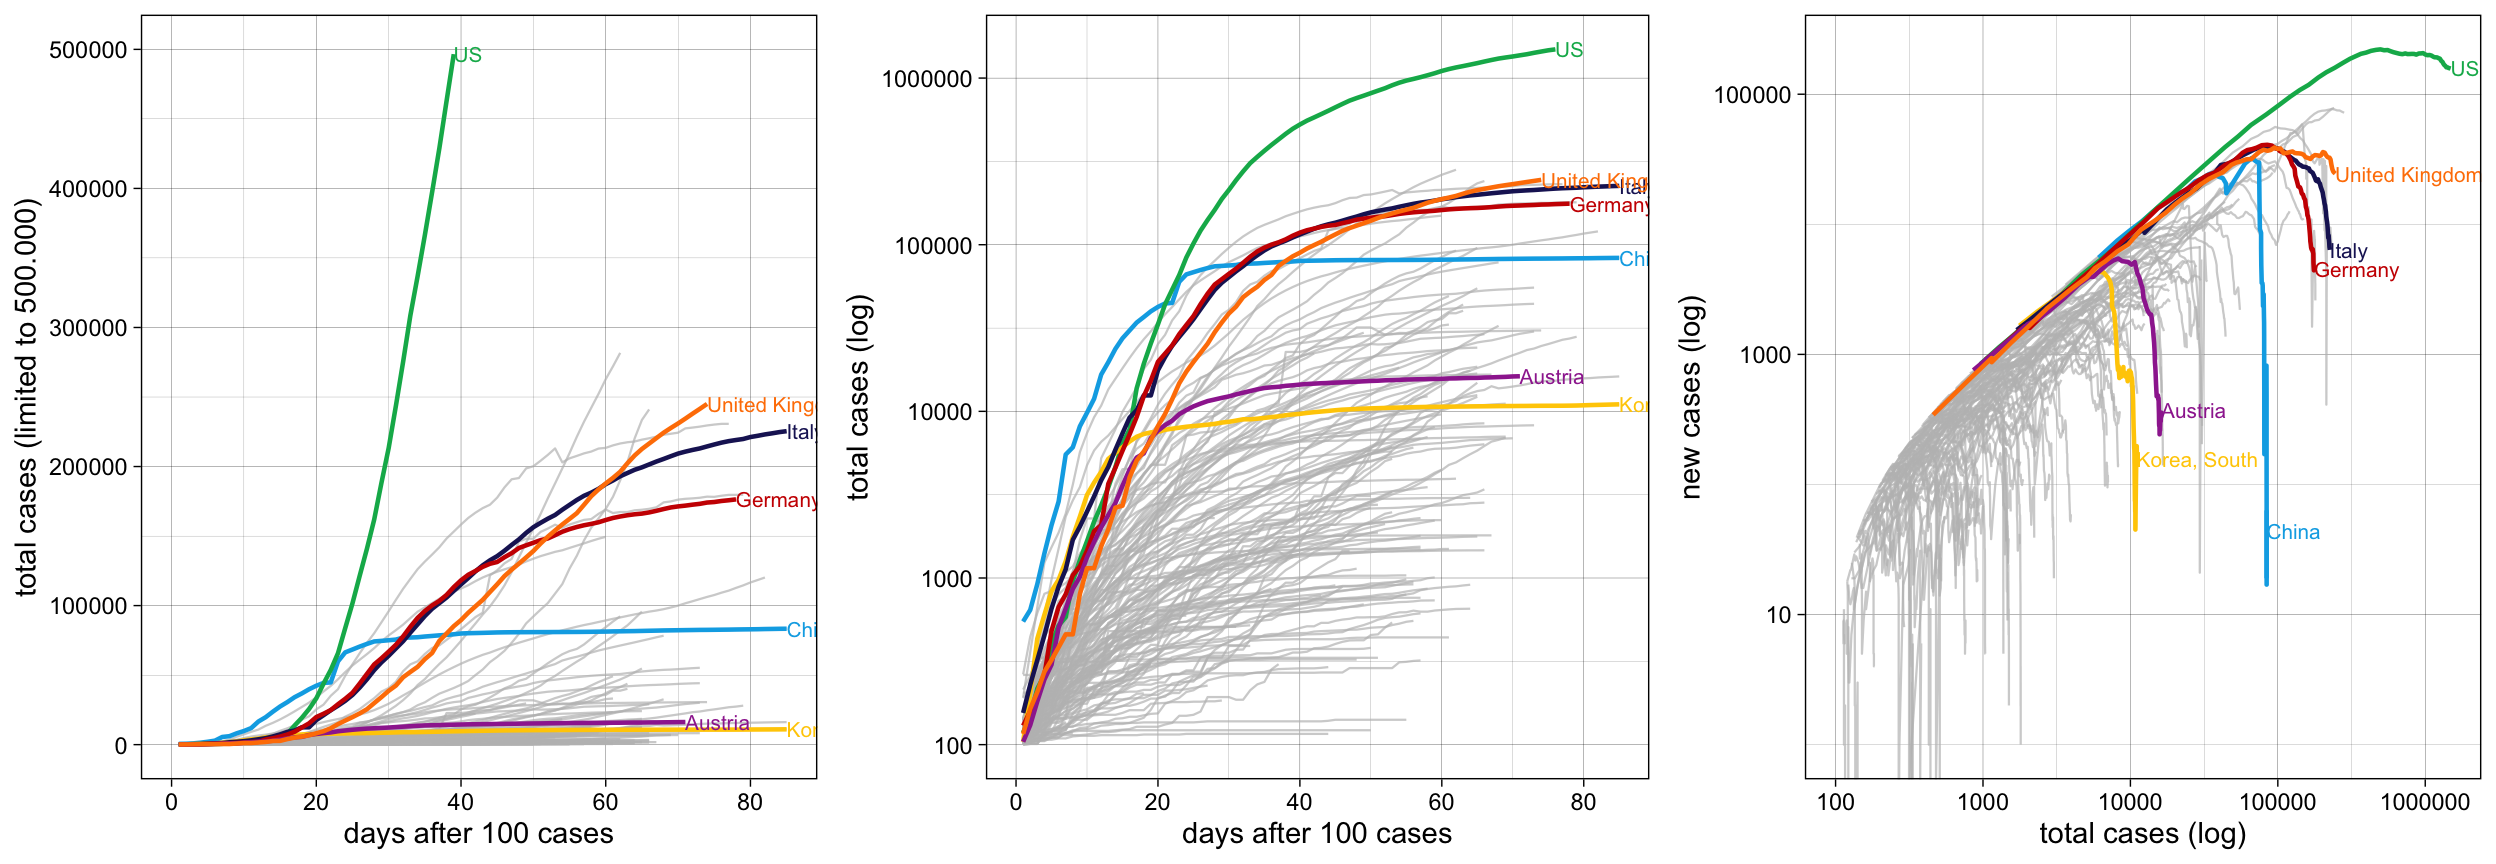 total cases (limited to 500.000)
500000
400000
300000
200000
100000
0
US
United King
Italy
Germany
Chi
Austria
Kor
0
20
40
60
80
days after 100 cases
total cases (log)
1000000
100000
10000
1000
100
US
United King
Ital
Germany
Chi
Austria
Kor
0
20
40
60
80
days after 100 cases
new cases (log)
100000
1000
10
US
United Kingdom
Italy
Germany
Austria
Korea, South
China
100
1000
10000
100000
1000000
total cases (log)